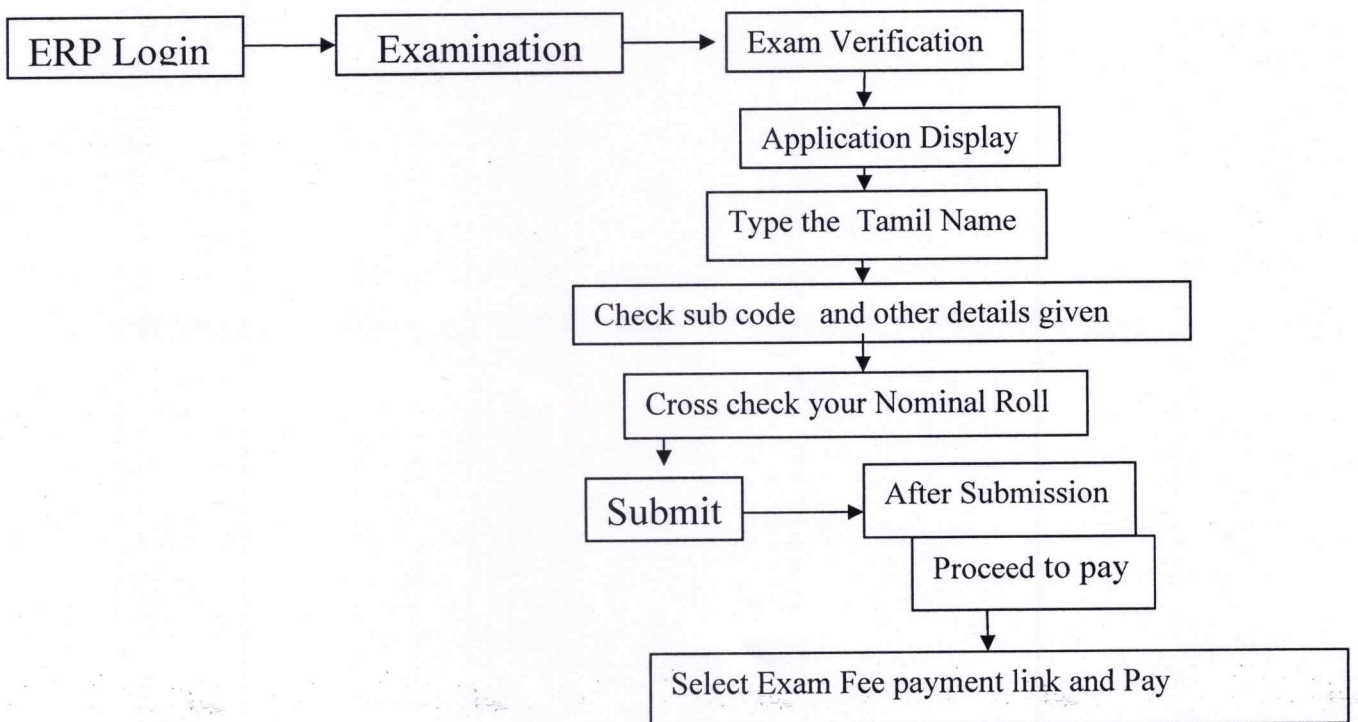 ERP Login
Examination
Exam Verification
Application Display
Type the Tamil Name
Check sub code and other details given
Cross check your Nominal Roll
Submit
After Submission
Proceed to pay
Select Exam Fee payment link and Pay